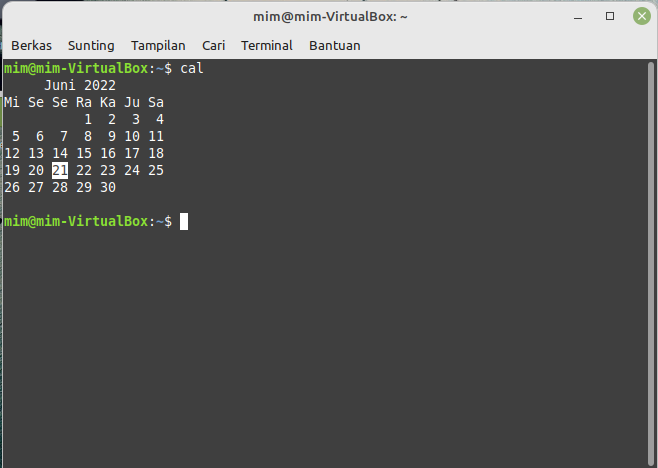 mim@mim-VirtualBox: ~
Berkas Sunting Tampilan Cari Terminal Bantuan
mim@mim-VirtualBox:~$ cal
Juni 2022
Mi Se Se Ra Ka Ju Sa
1 2 3 4
5 6 7 8 9 10 11
12 13 14 15 16 17 18
19 20 21 22 23 24 25
26 27 28 29 30
mim@mim-VirtualBox:~$